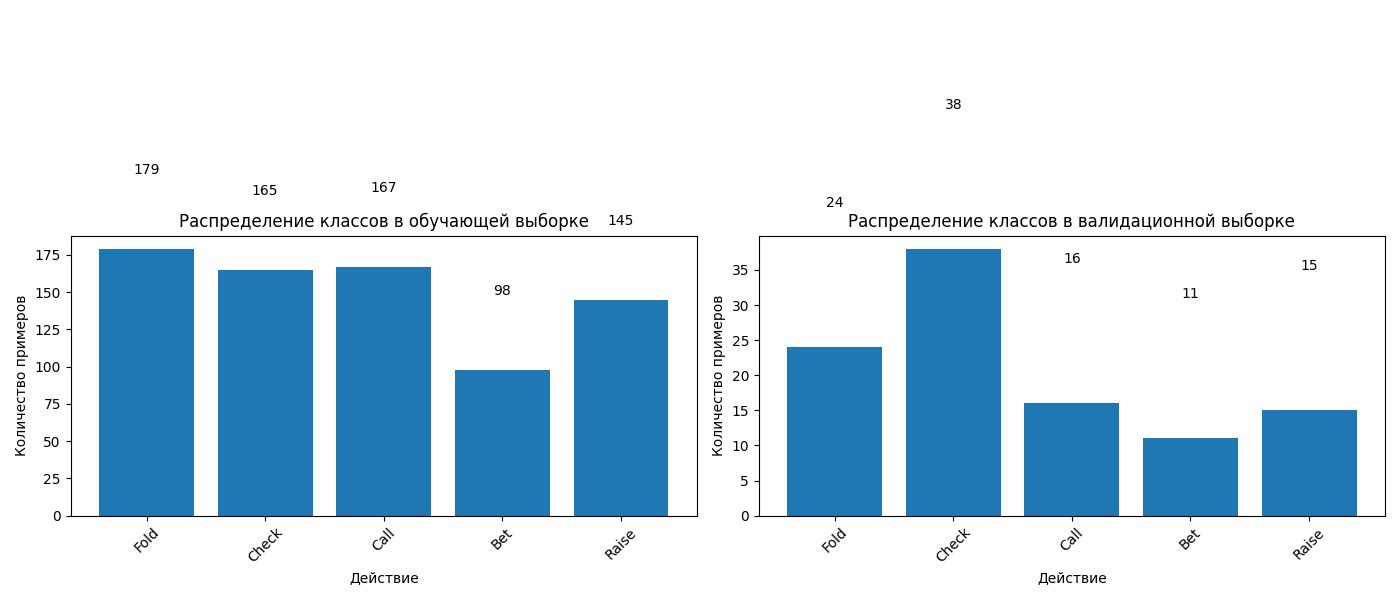 179
165
167
98
145
Распределение классов в обучающей выборке
Количество примеров
175
150
125
100
75
50
25
0
Fold
Check
Call
Bet
Raise
Действие
24
38
16
11
15
Распределение классов в валидационной выборке
Количество примеров
35
30
25
20
15
10
5
0
Fold
Check
Call
Bet
Raise
Действие